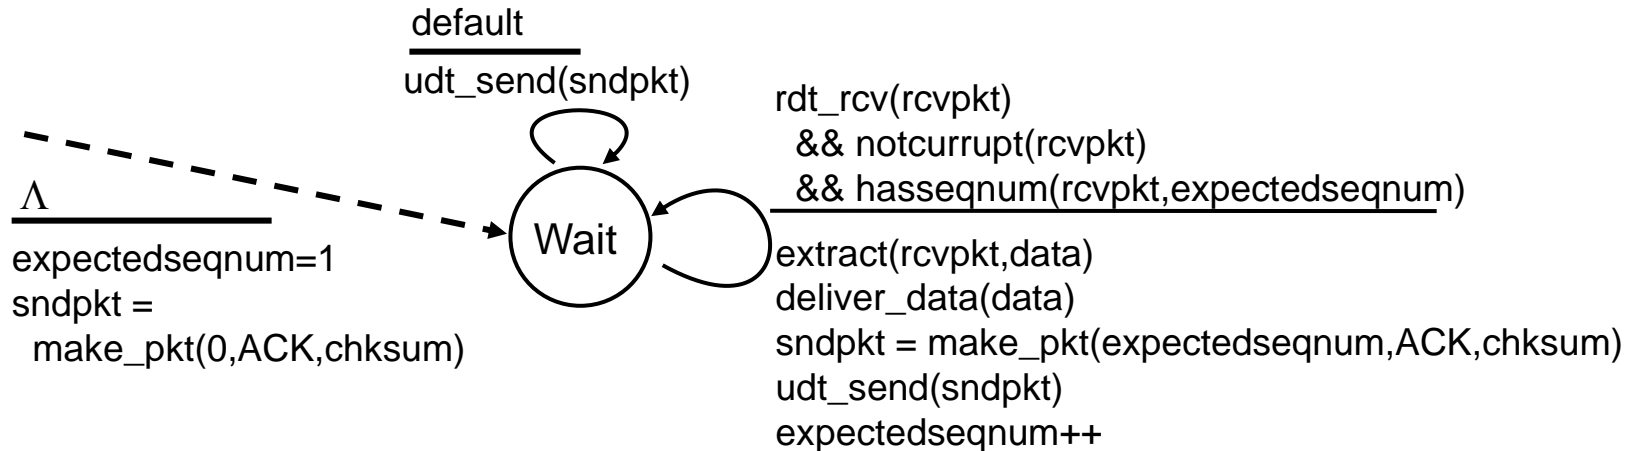 default
udt_send(sndpkt)
rdt_rcv(rcvpkt)
&& notcurrupt(rcvpkt)
&& hasseqnum(rcvpkt,expectedseqnum)
Λ
expectedseqnum=1
sndpkt =
make_pkt(0,ACK,chksum)
Wait
extract(rcvpkt,data)
deliver_data(data)
sndpkt = make_pkt(expectedseqnum,ACK,chksum)
udt_send(sndpkt)
expectedseqnum++